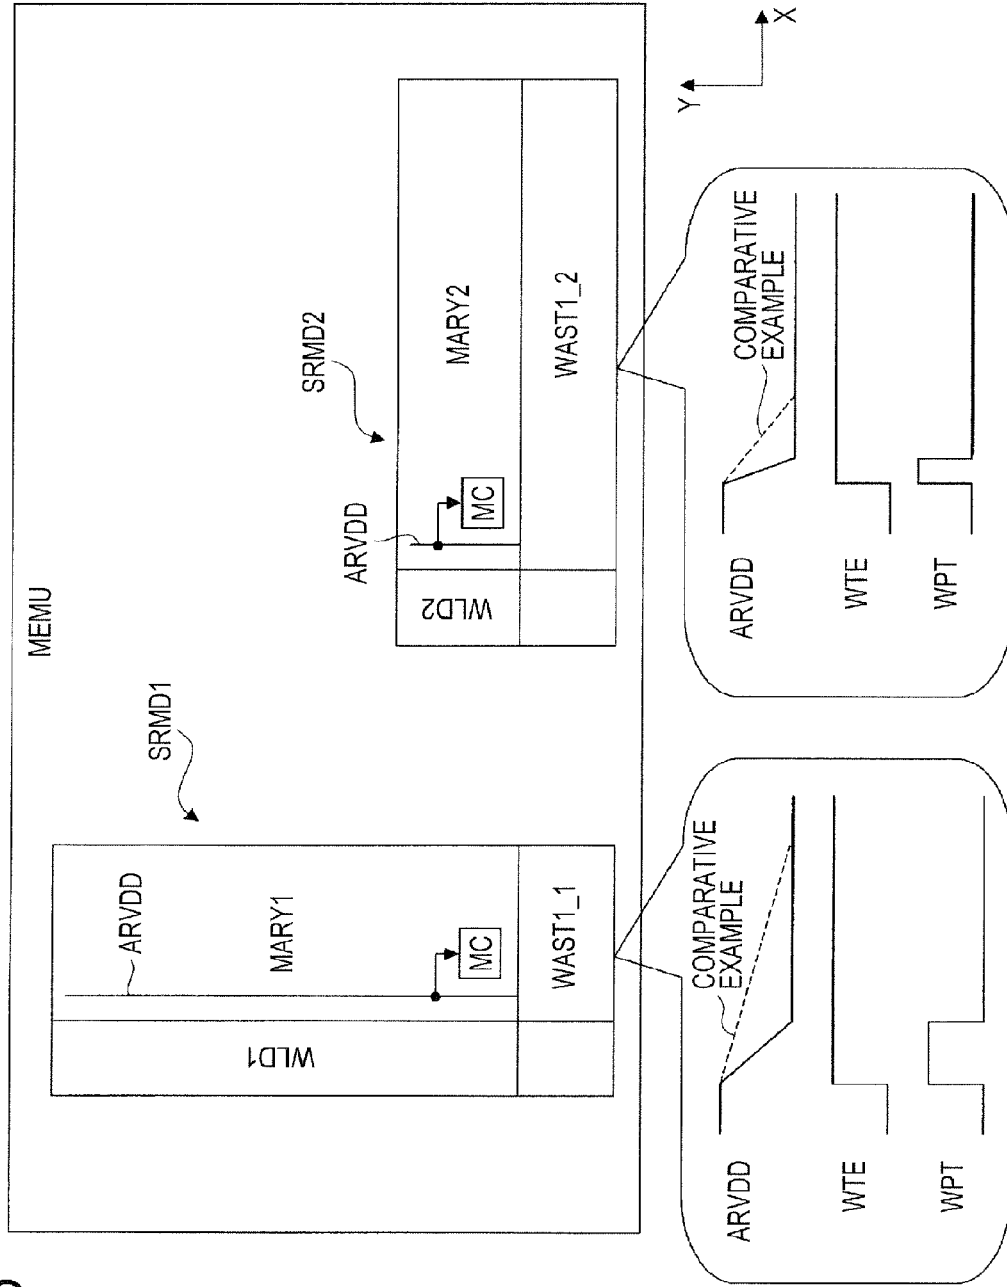 MEMU
SRMD1
ARVDD
MARY1
WLD1
MC
WAST1_1
SRMD2
ARVDD
MARY2
WLD2
MC
WAST1_2
Y
X
COMPARATIVE
EXAMPLE
ARVDD
WTE
WPT
COMPARATIVE
EXAMPLE
ARVDD
WTE
WPT